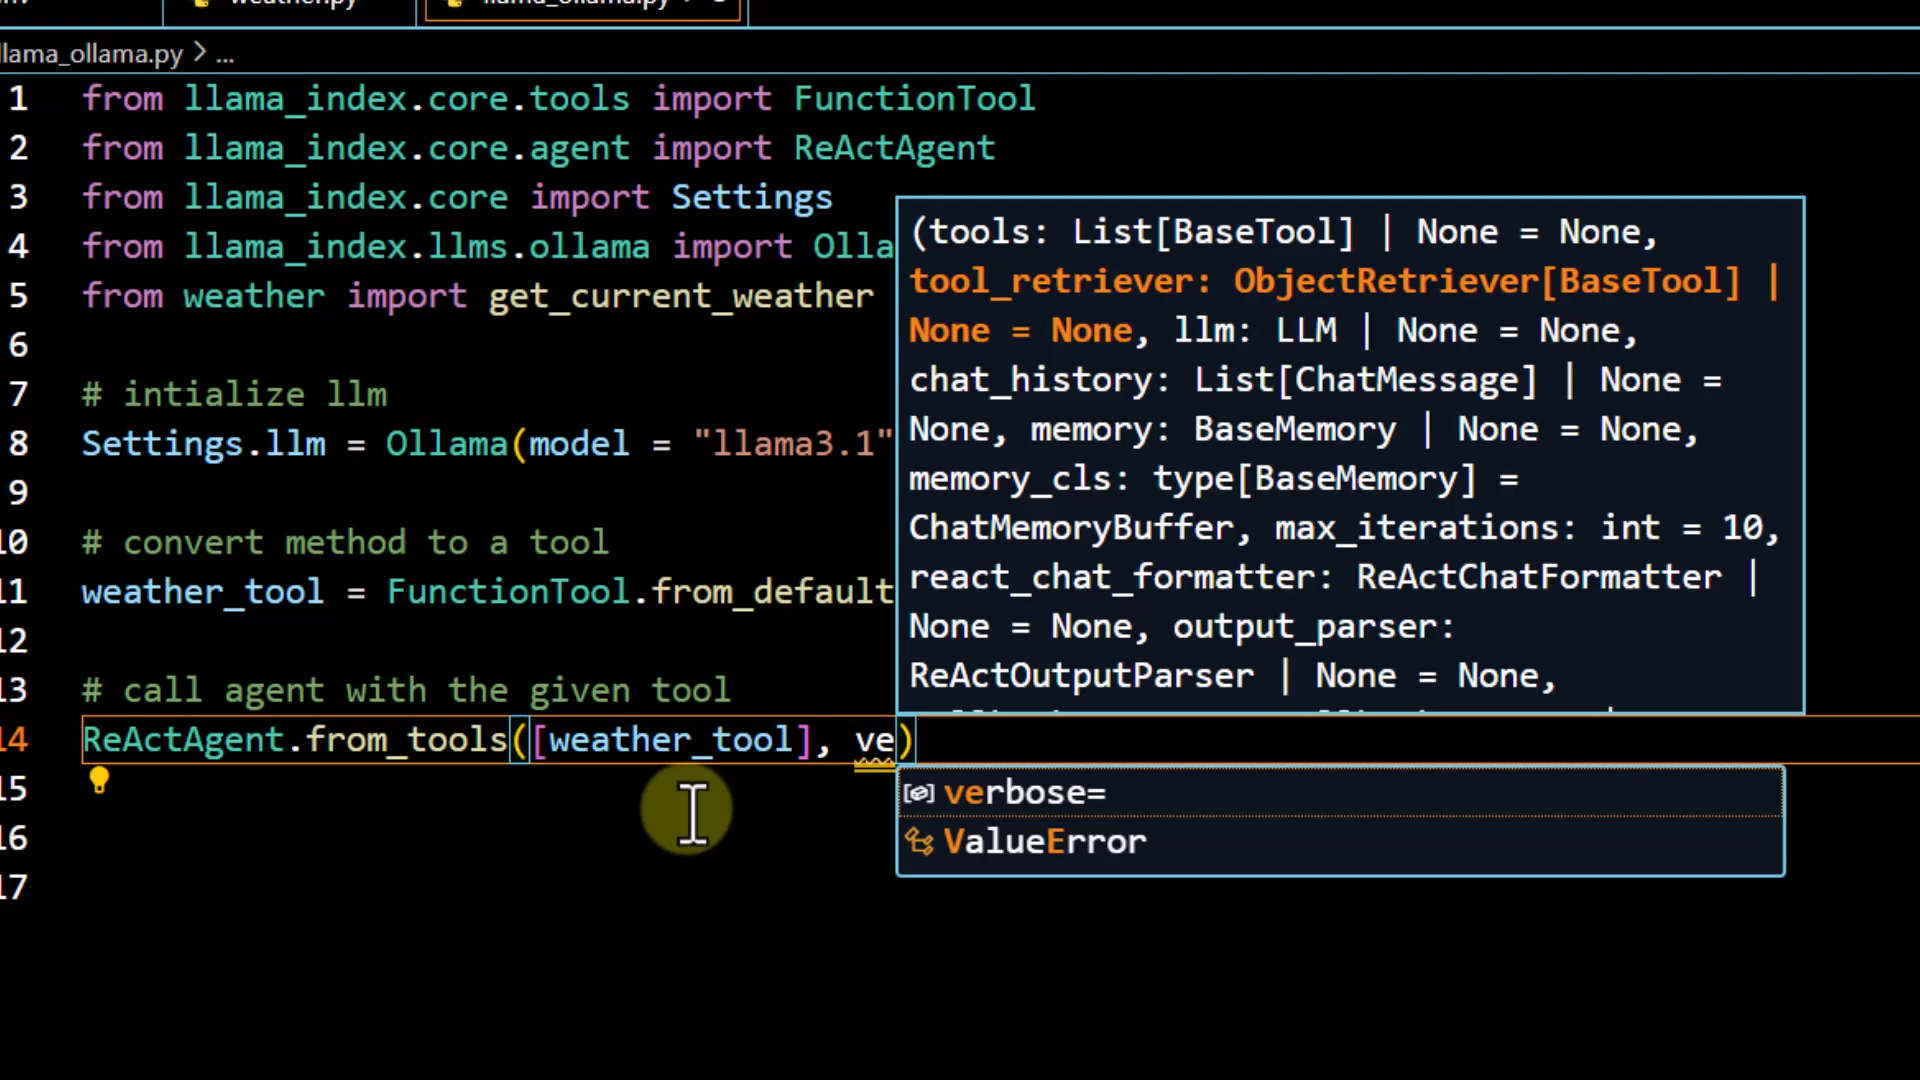 weather.py
llama_ollama.py
llama_ollama.py > ...
1 from llama_index.core.tools import FunctionTool
2 from llama_index.core.agent import ReActAgent
3 from llama_index.core import Settings
4 from llama_index.llms.ollama import Olla
5 from weather import get_current_weather
6
7 # intialize llm
8 Settings.llm = Ollama(model = "llama3.1"
9
10 # convert method to a tool
11 weather_tool = FunctionTool.from_default
12
13 # call agent with the given tool
14 ReActAgent.from_tools([weather_tool], ve)
15
16
17
(tools: List[BaseTool] | None = None,
tool_retriever: ObjectRetriever[BaseTool] |
None = None, llm: LLM | None = None,
chat_history: List[ChatMessage] | None =
None, memory: BaseMemory | None = None,
memory_cls: type[BaseMemory] =
ChatMemoryBuffer, max_iterations: int = 10,
react_chat_formatter: ReActChatFormatter |
None = None, output_parser:
ReActOutputParser | None = None,
verbose=
ValueError